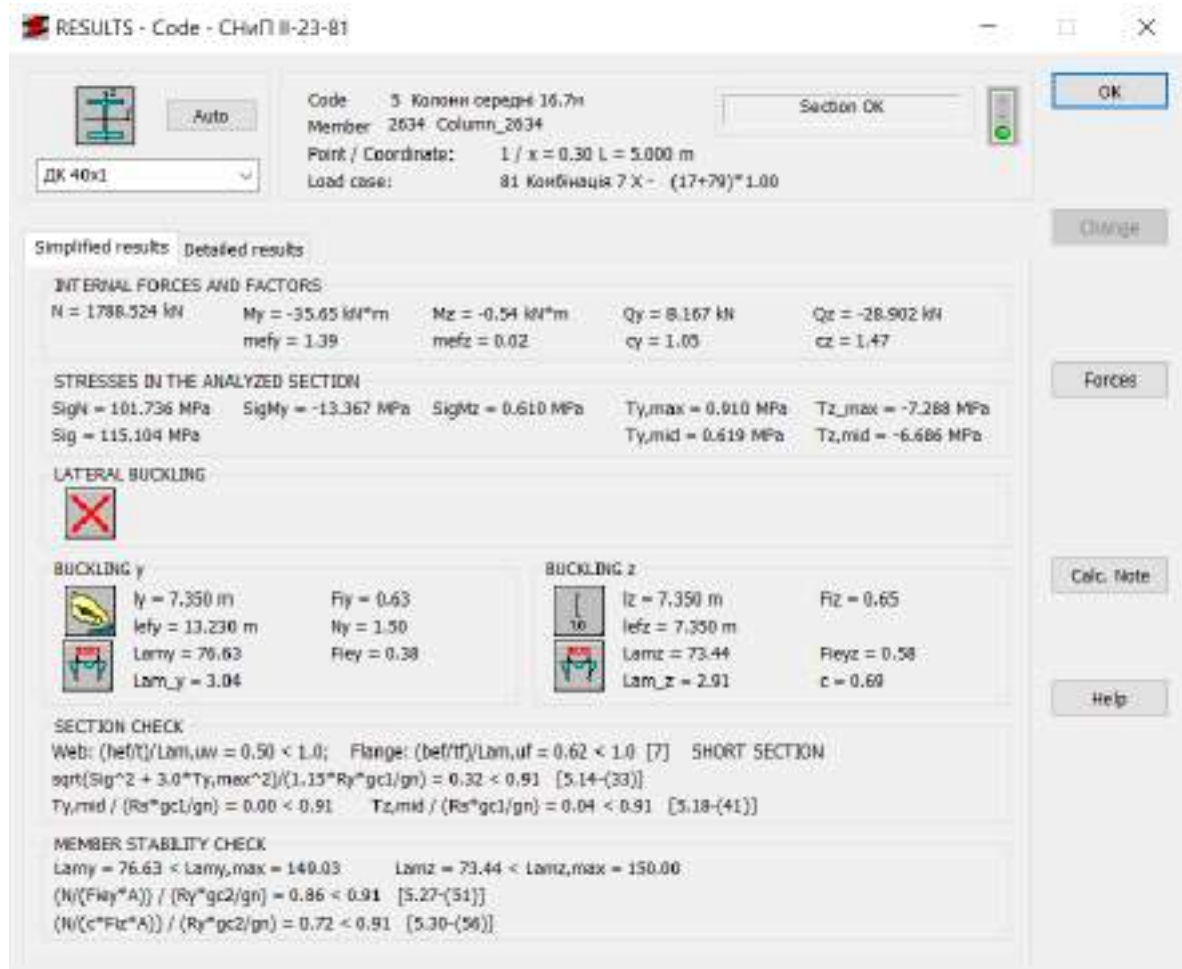 RESULTS - Code - СНиП II-23-81
Auto
ДК 40x1
Code 5 Колони середні 16.7м
Member 2634 Column_2634
Point / Coordinate: 1 / x = 0.30 L = 5.000 m
Load case: 81 Комбінація 7 X - (17+79)*1.00
Section OK
OK
Change
Forces
Calc. Note
Help
Simplified results Detailed results
INTERNAL FORCES AND FACTORS
N = 1788.524 kN My = -35.65 kN*m Mz = -0.54 kN*m Qy = 8.167 kN Qz = -28.902 kN
mefy = 1.39 mefz = 0.02 cy = 1.05 cz = 1.47
STRESSES IN THE ANALYZED SECTION
SigN = 101.736 MPa SigMy = -13.367 MPa SigMz = 0.610 MPa Ty,max = 0.910 MPa Tz_max = -7.288 MPa
Sig = 115.104 MPa Ty,mid = 0.619 MPa Tz,mid = -6.686 MPa
LATERAL BUCKLING
BUCKLING y
ly = 7.350 m Fiy = 0.63
lefy = 13.230 m Ny = 1.50
Lamy = 76.63 Fiey = 0.38
Lam_y = 3.04
BUCKLING z
1.0
lz = 7.350 m Fiz = 0.65
lefz = 7.350 m
Lamz = 73.44 Fieyz = 0.58
Lam_z = 2.91 c = 0.69
SECTION CHECK
Web: (hef/t)/Lam,uw = 0.50 < 1.0; Flange: (bef/tf)/Lam,uf = 0.62 < 1.0 [7] SHORT SECTION
sqrt(Sig^2 + 3.0*Ty,max^2)/(1.15*Ry*gc1/gn) = 0.32 < 0.91 [5.14-(33)]
Ty,mid / (Rs*gc1/gn) = 0.00 < 0.91 Tz,mid / (Rs*gc1/gn) = 0.04 < 0.91 [5.18-(41)]
MEMBER STABILITY CHECK
Lamy = 76.63 < Lamy,max = 149.03 Lamz = 73.44 < Lamz,max = 150.00
(N/(Fiey*A)) / (Ry*gc2/gn) = 0.86 < 0.91 [5.27-(51)]
(N/(c*Fiz*A)) / (Ry*gc2/gn) = 0.72 < 0.91 [5.30-(56)]